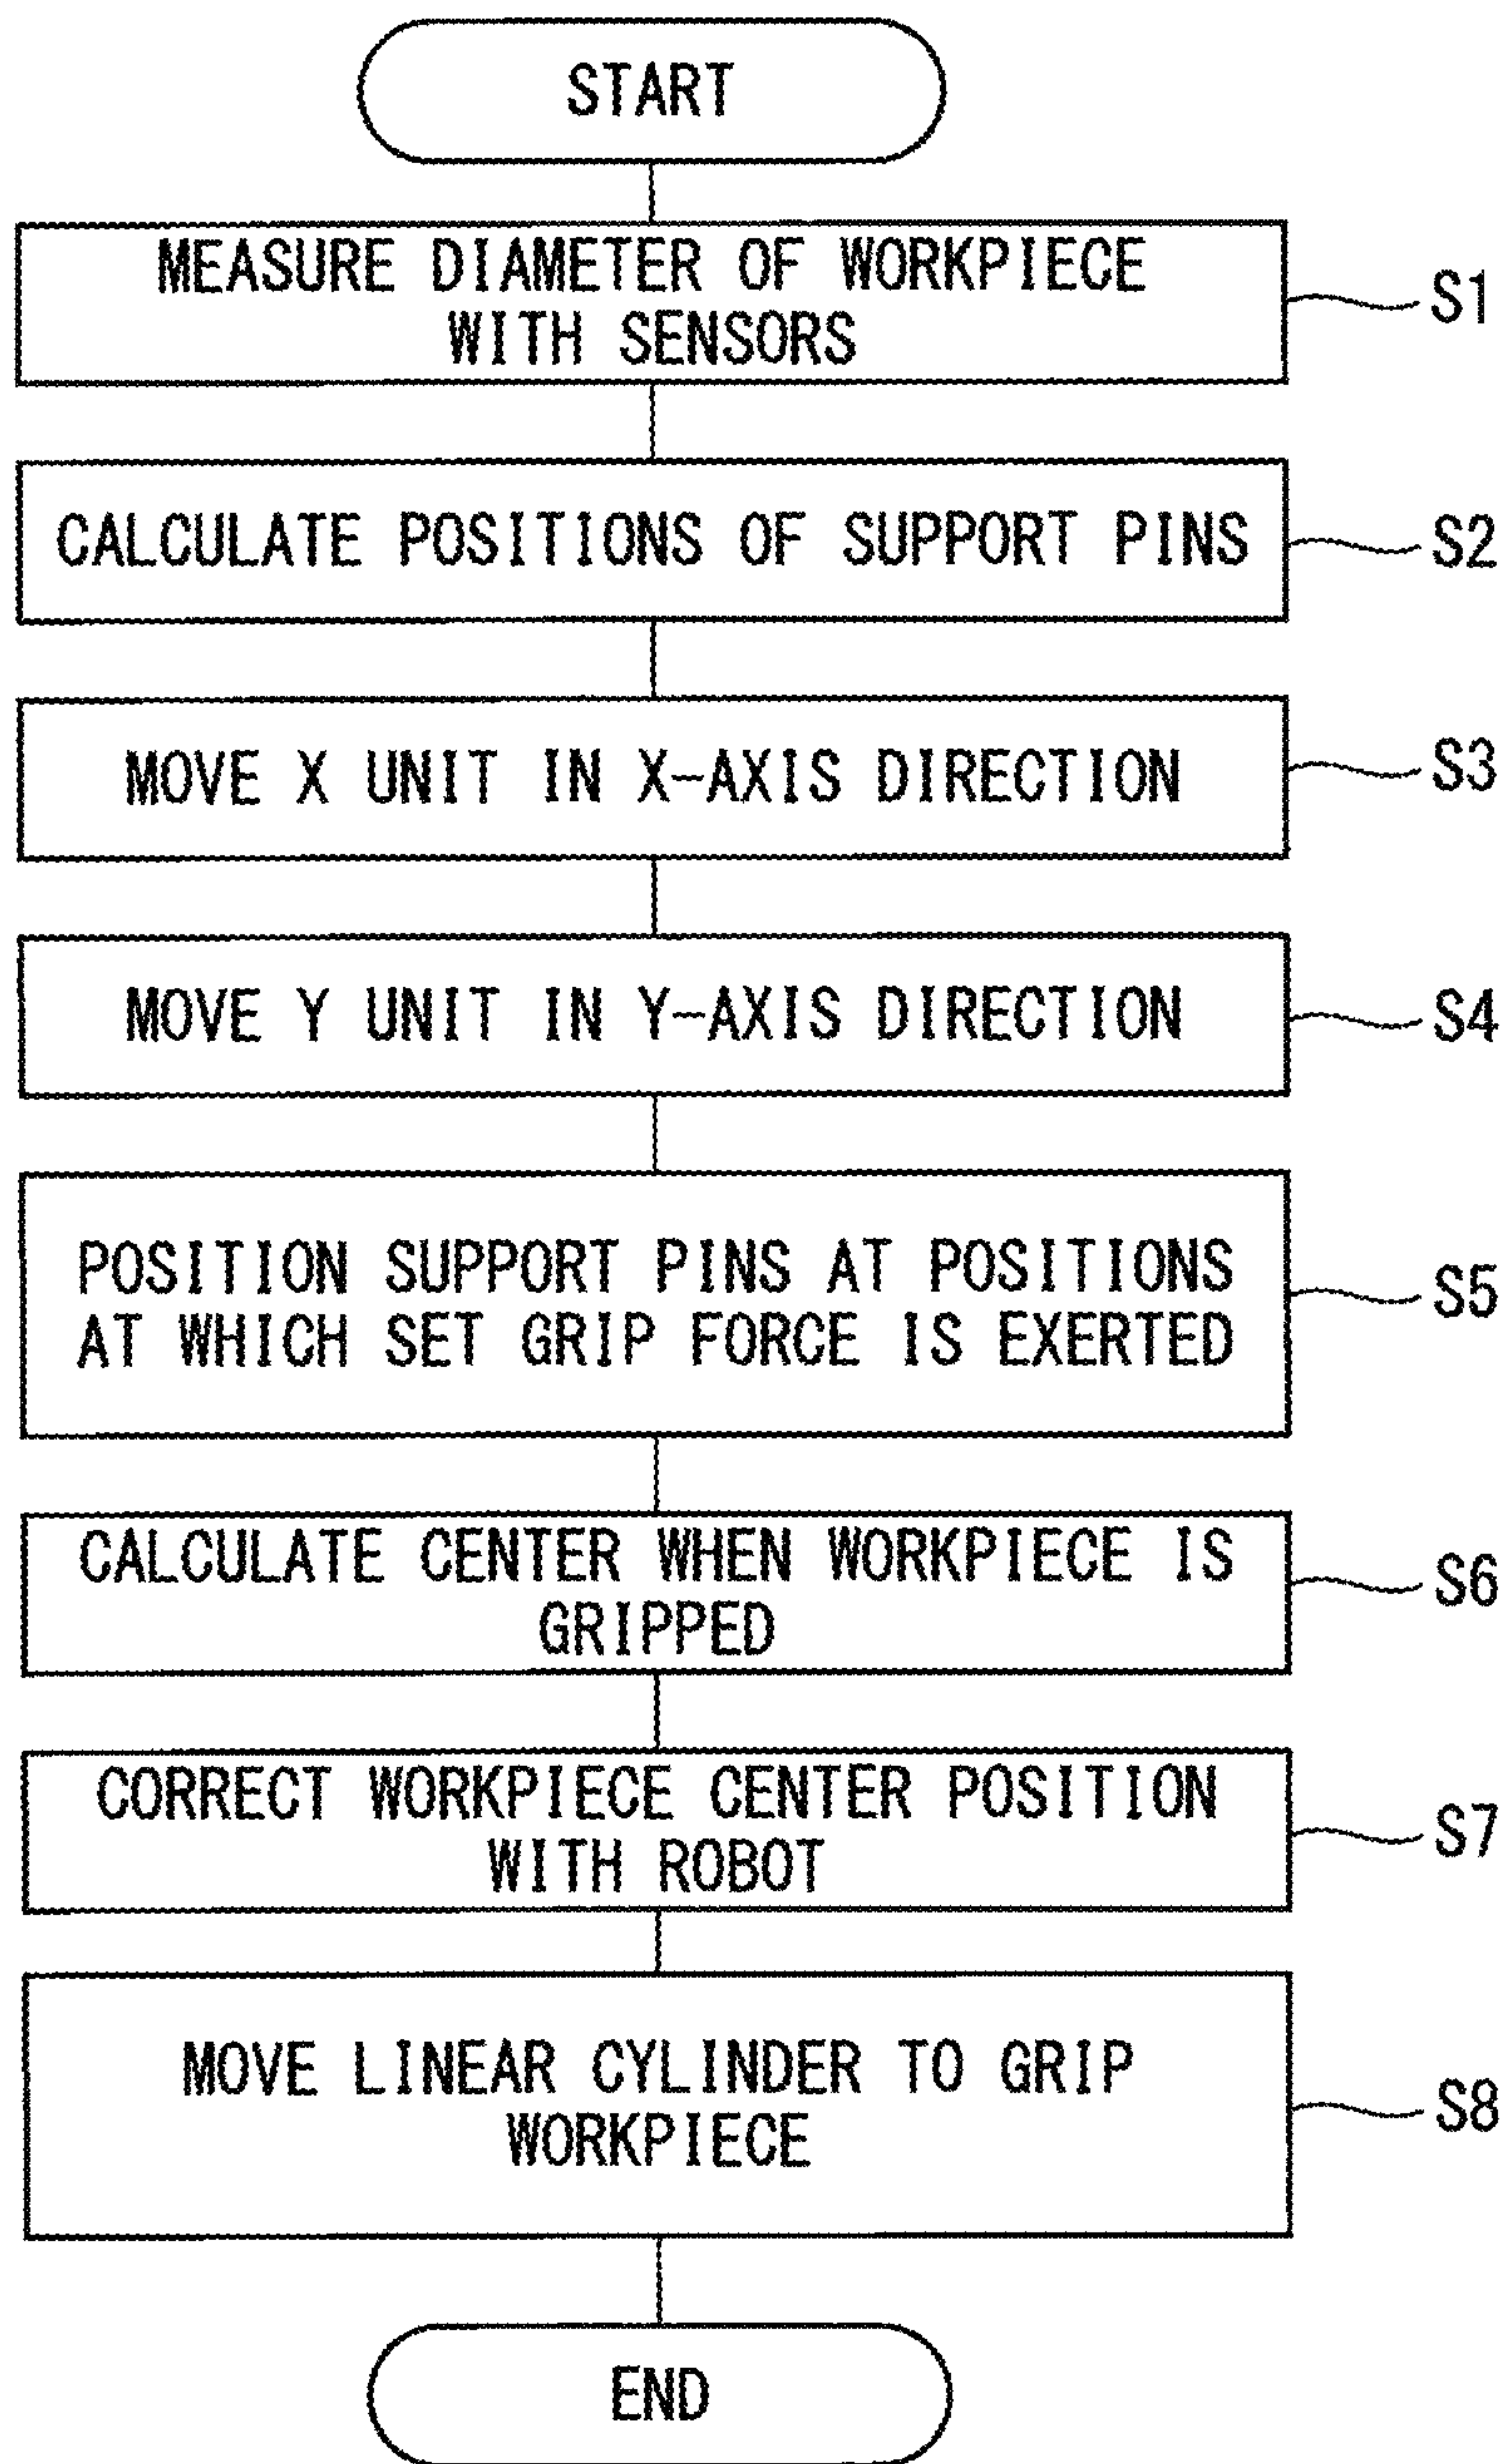 START
MEASURE DIAMETER OF WORKPIECE
WITH SENSORS
S1
CALCULATE POSITIONS OF SUPPORT PINS
S2
MOVE X UNIT IN X-AXIS DIRECTION
S3
MOVE Y UNIT IN Y-AXIS DIRECTION
S4
POSITION SUPPORT PINS AT POSITIONS
AT WHICH SET GRIP FORCE IS EXERTED
S5
CALCULATE CENTER WHEN WORKPIECE IS
GRIPPED
S6
CORRECT WORKPIECE CENTER POSITION
WITH ROBOT
S7
MOVE LINEAR CYLINDER TO GRIP
WORKPIECE
S8
END